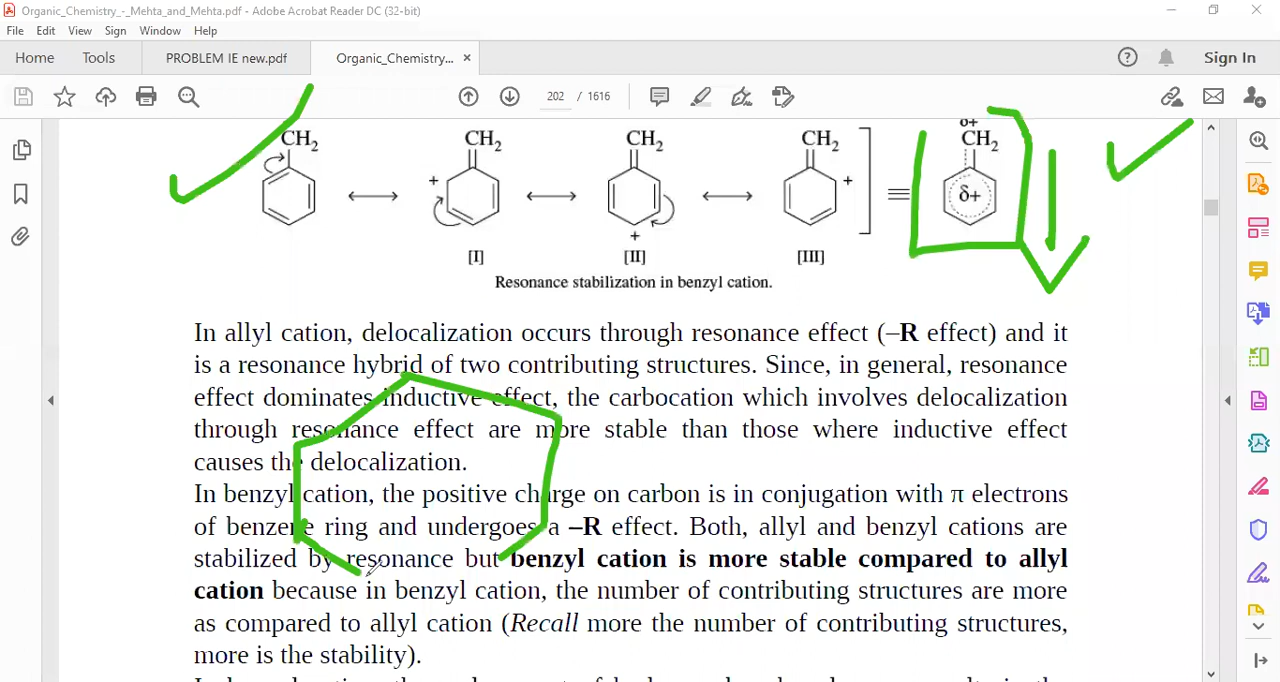 Organic_Chemistry_-_Mehta_and_Mehta.pdf - Adobe Acrobat Reader DC (32-bit)
File Edit View Sign Window Help
Home Tools PROBLEM IE new.pdf Organic_Chemistry... × Sign In
202 / 1616
δ+
CH2 CH2 CH2 CH2 CH2
+ + δ+
+
[I] [II] [III]
Resonance stabilization in benzyl cation.
In allyl cation, delocalization occurs through resonance effect (–R effect) and it
is a resonance hybrid of two contributing structures. Since, in general, resonance
effect dominates inductive effect, the carbocation which involves delocalization
through resonance effect are more stable than those where inductive effect
causes the delocalization.
In benzyl cation, the positive charge on carbon is in conjugation with π electrons
of benzene ring and undergoes a –R effect. Both, allyl and benzyl cations are
stabilized by resonance but benzyl cation is more stable compared to allyl
cation because in benzyl cation, the number of contributing structures are more
as compared to allyl cation (Recall more the number of contributing structures,
more is the stability).